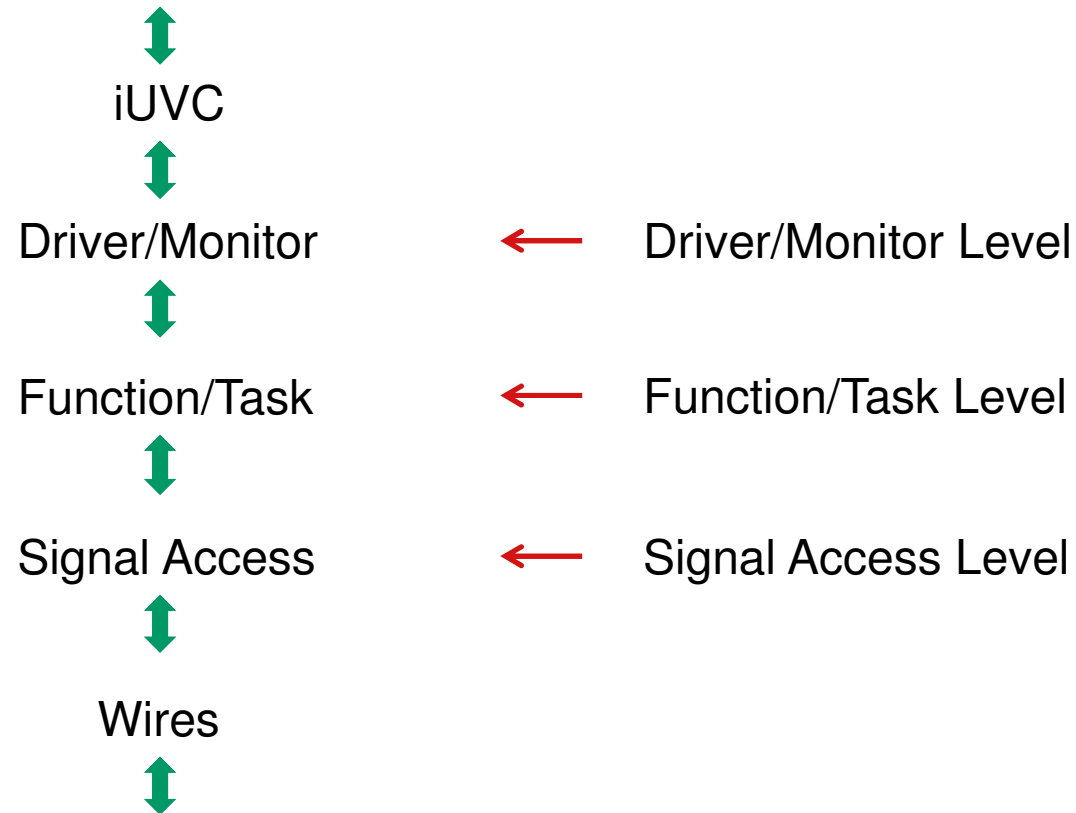 iUVC
Driver/Monitor
Driver/Monitor Level
Function/Task
Function/Task Level
Signal Access
Signal Access Level
Wires